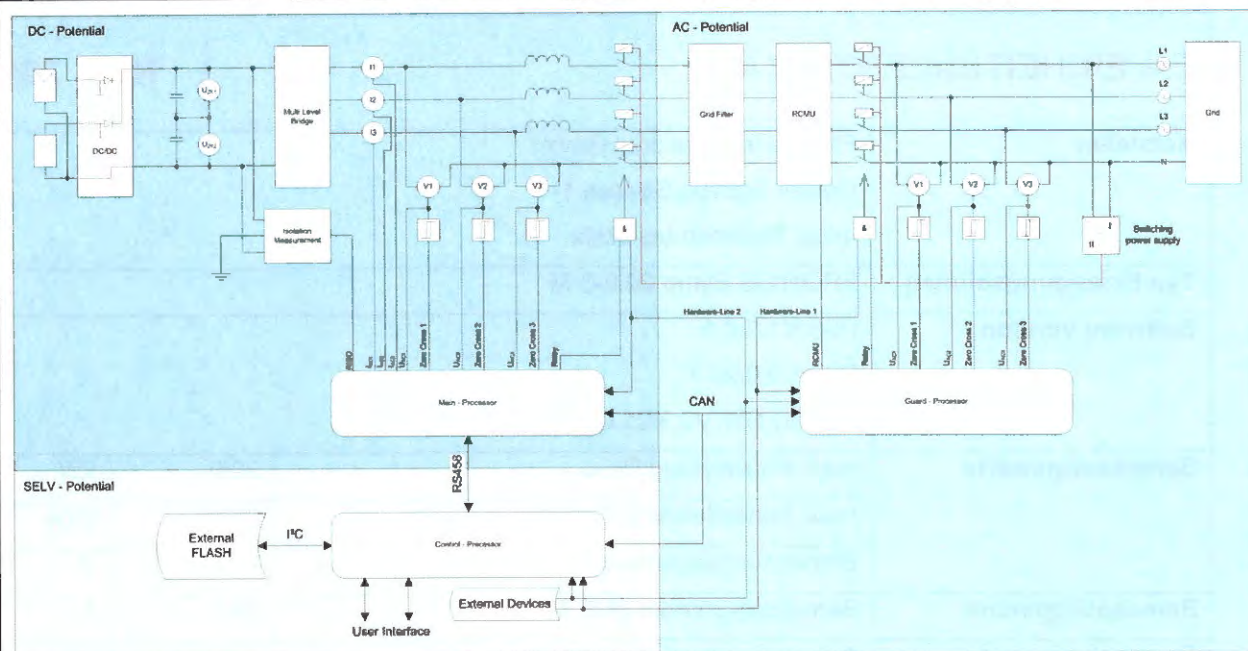 DC - Potential
AC - Potential
L1
L2
L3
N
I1
I2
I3
DC/DC
Multi Level
Bridge
Grid Filter
RCMU
Grid
V1
V2
V3
V1
V2
V3
Isolation
Measurement
&
&
Switching
power supply
Hardware-Line 2
Hardware-Line 1
RISO
Zero Cross 1
Zero Cross 2
Zero Cross 3
Relay
RCMU
Relay
Zero Cross 1
Zero Cross 2
Zero Cross 3
Main - Processor
CAN
Guard - Processor
RS458
SELV - Potential
External
FLASH
I²C
Control - Processor
External Devices
User Interface